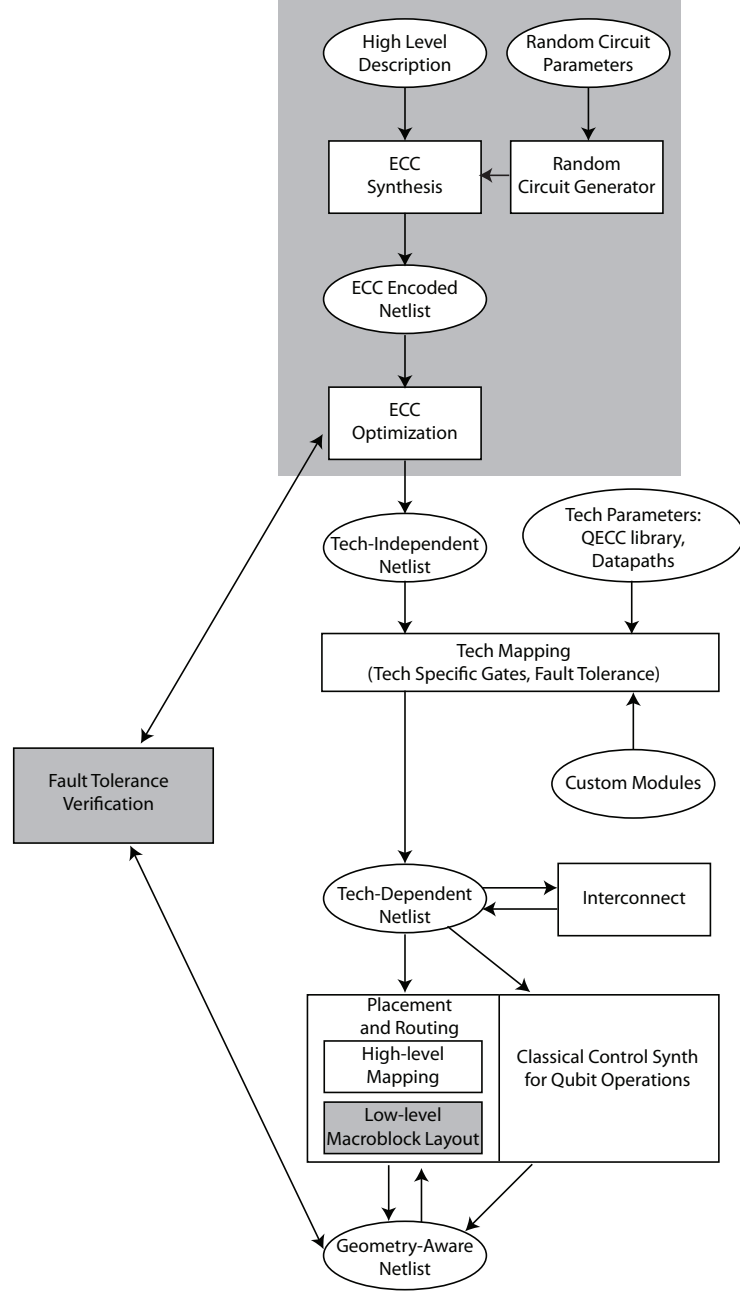 High Level
Description
Random Circuit
Parameters
ECC
Synthesis
Random
Circuit Generator
ECC Encoded
Netlist
ECC
Optimization
Tech-Independent
Netlist
Tech Parameters:
QECC library,
Datapaths
Tech Mapping
(Tech Specific Gates, Fault Tolerance)
Fault Tolerance
Verification
Custom Modules
Tech-Dependent
Netlist
Interconnect
Placement
and Routing
High-level
Mapping
Low-level
Macroblock Layout
Classical Control Synth
for Qubit Operations
Geometry-Aware
Netlist